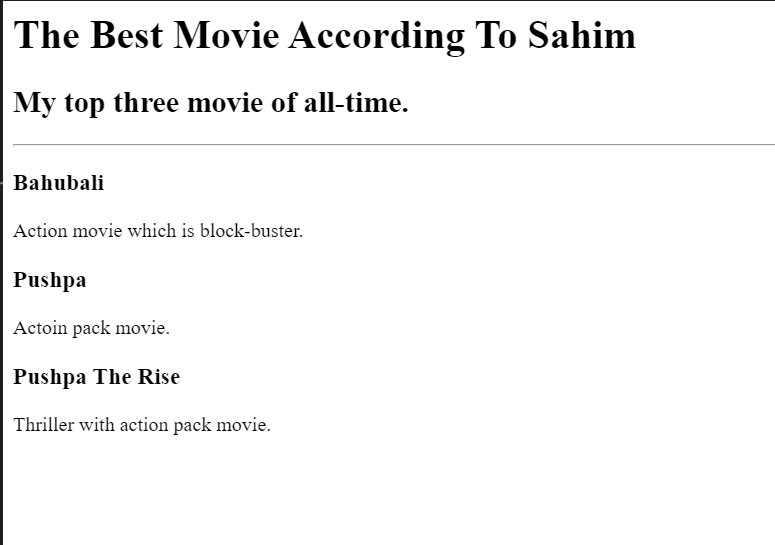 The Best Movie According To Sahim
My top three movie of all-time.
Bahubali
Action movie which is block-buster.
Pushpa
Actoin pack movie.
Pushpa The Rise
Thriller with action pack movie.